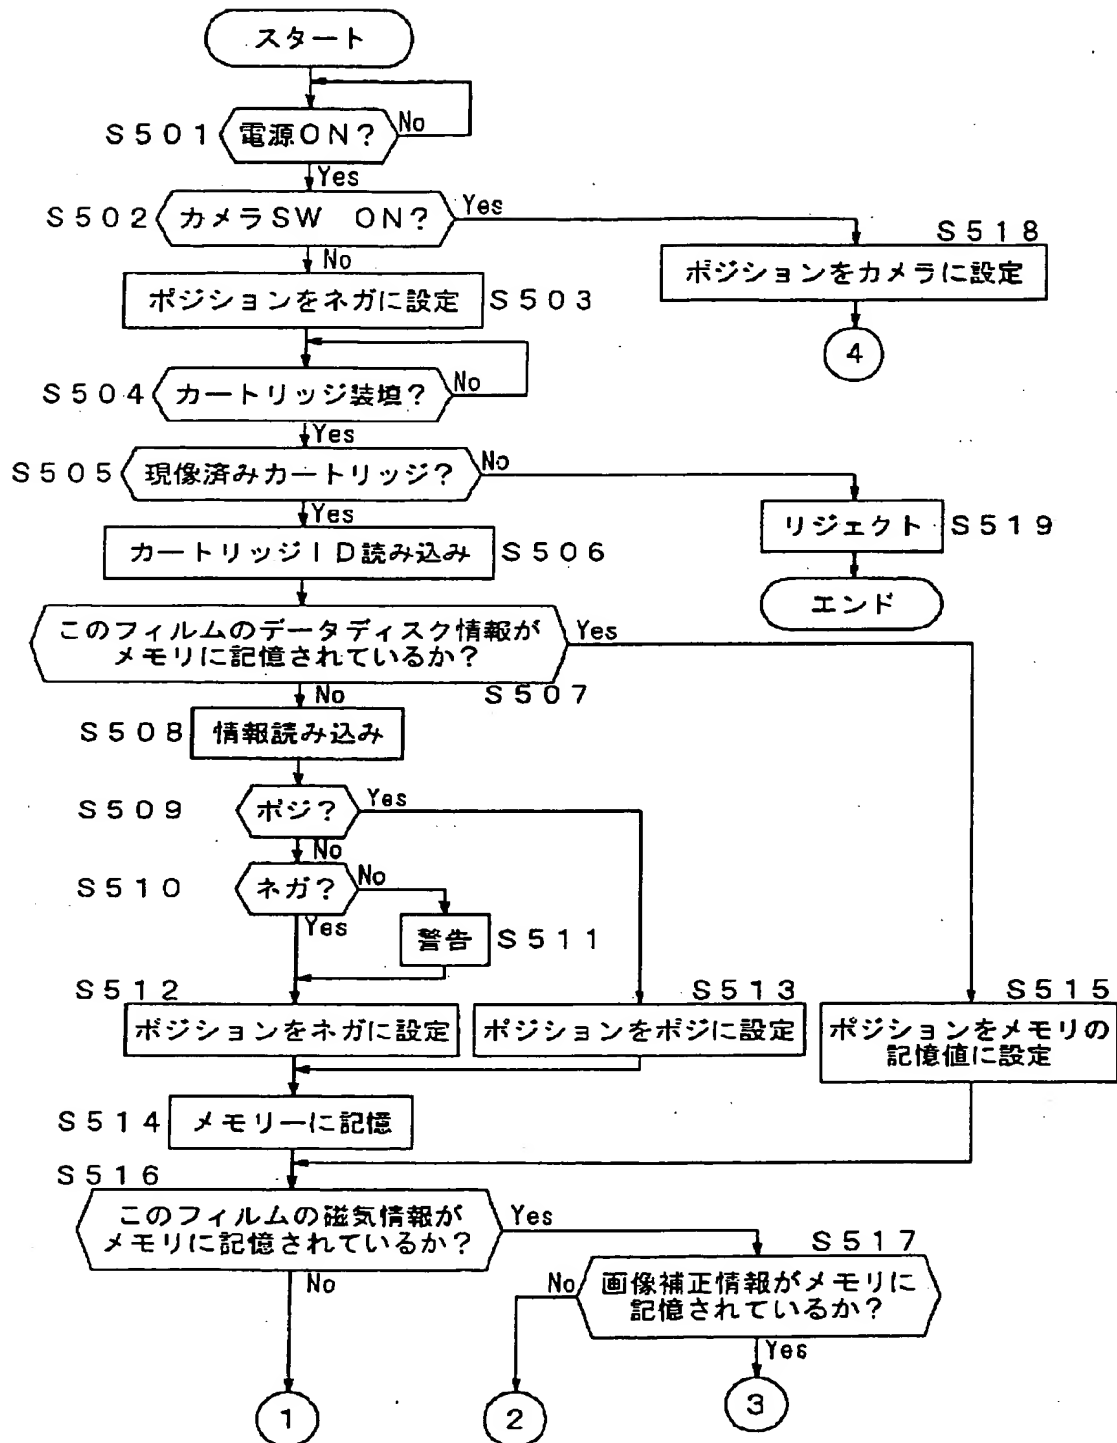 スタート
S501
電源ON?
No
Yes
S502
カメラSW ON?
Yes
No
S518
ポジションをカメラに設定
4
ポジションをネガに設定
S503
S504
カートリッジ装填?
No
Yes
S505
現像済みカートリッジ?
No
Yes
リジェクト
S519
エンド
カートリッジID読み込み
S506
このフィルムのデータディスク情報が
メモリに記憶されているか?
Yes
No
S507
S508
情報読み込み
S509
ポジ?
Yes
No
S510
ネガ?
No
Yes
警告
S511
S512
ポジションをネガに設定
S513
ポジションをポジに設定
S515
ポジションをメモリの
記憶値に設定
S514
メモリーに記憶
S516
このフィルムの磁気情報が
メモリに記憶されているか?
Yes
No
S517
画像補正情報がメモリに
記憶されているか?
No
Yes
1
2
3